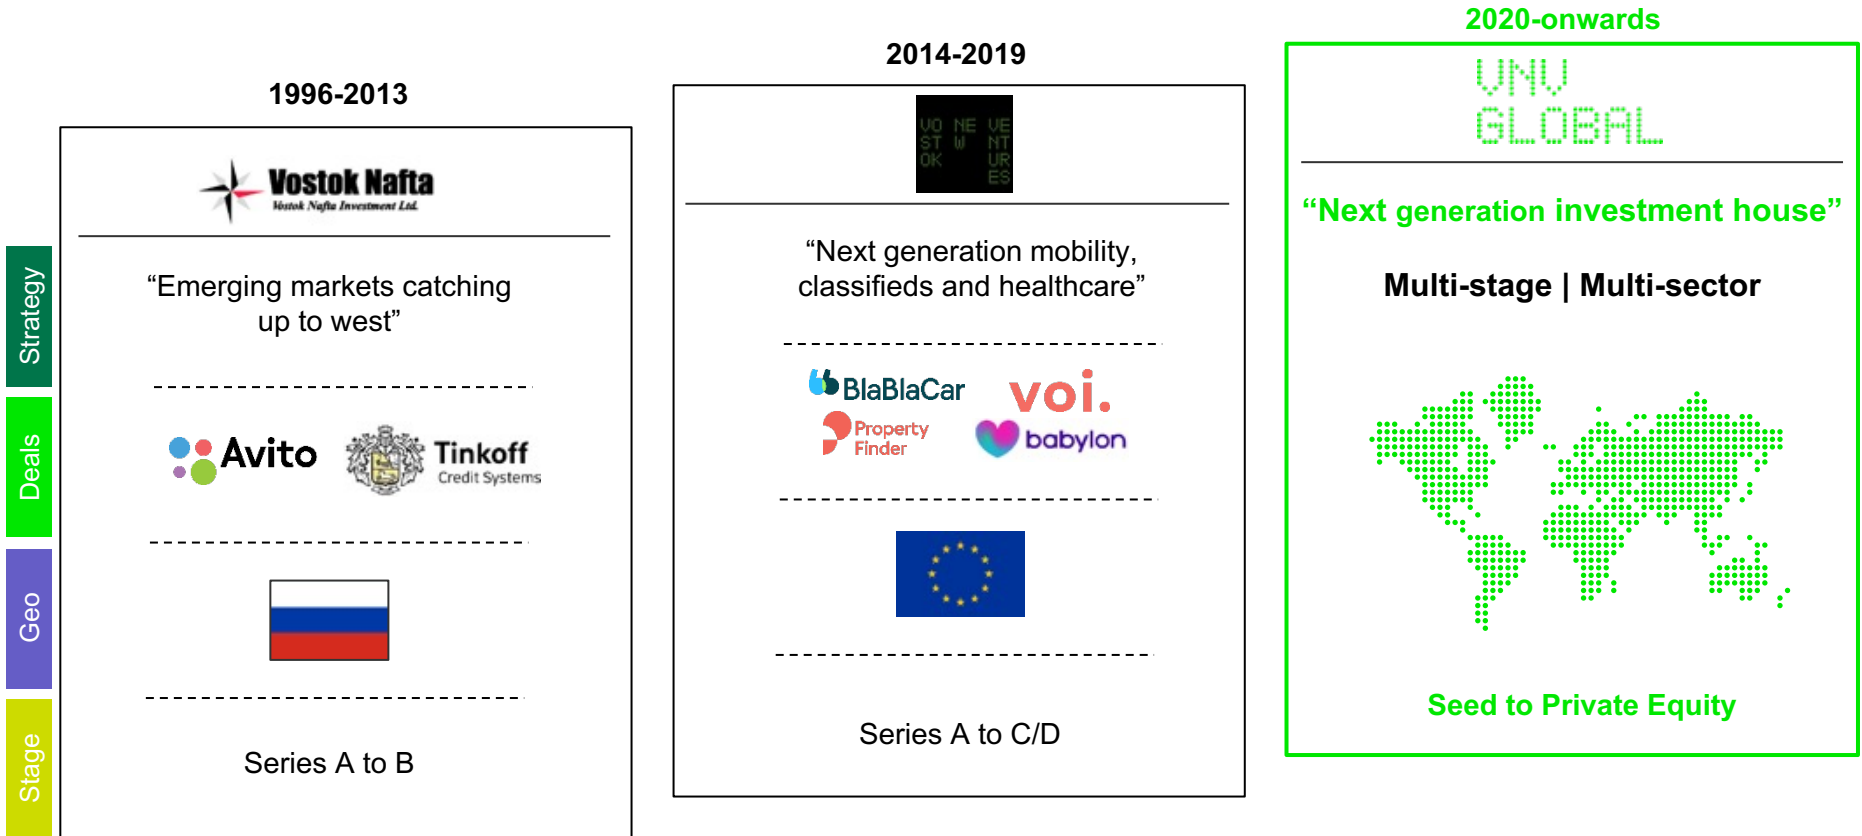 2020-onwards
2014-2019
1996-2013
VNV
GLOBAL
VO NE VE
ST W NT
OK UR
ES
Vostok Nafta
Vostok Nafta Investment Ltd.
Strategy
Deals
Geo
Stage
“Emerging markets catching
up to west”
Avito
Tinkoff
Credit Systems
Series A to B
“Next generation mobility,
classifieds and healthcare”
BlaBlaCar
voi.
Property
Finder
babylon
Series A to C/D
“Next generation investment house”
Multi-stage | Multi-sector
Seed to Private Equity